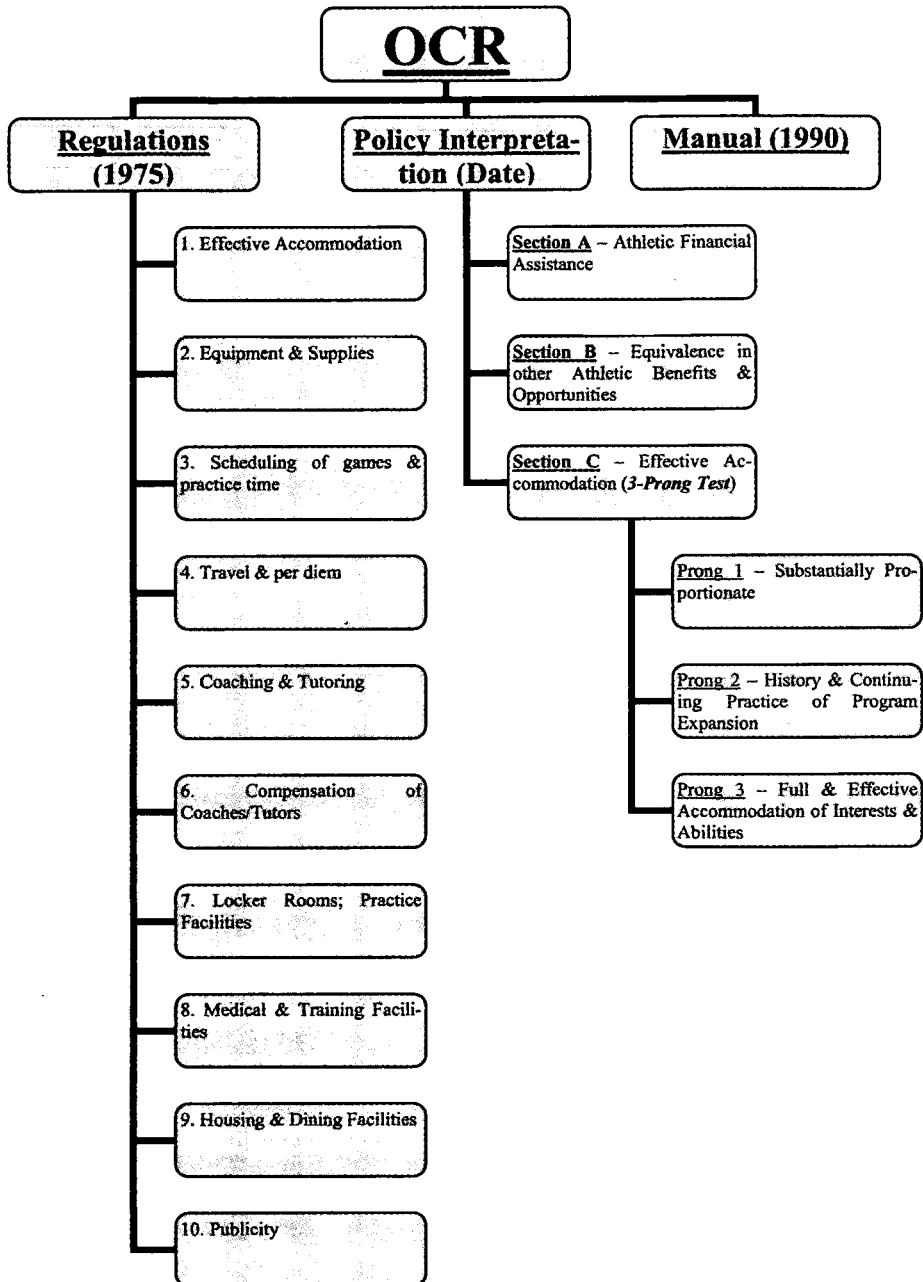 OCR
Regulations
(1975)
Policy Interpreta-
tion (Date)
Manual (1990)
1. Effective Accommodation
2. Equipment & Supplies
3. Scheduling of games &
practice time
4. Travel & per diem
5. Coaching & Tutoring
6. Compensation of
Coaches/Tutors
7. Locker Rooms; Practice
Facilities
8. Medical & Training Facili-
ties
9. Housing & Dining Facilities
10. Publicity
Section A – Athletic Financial
Assistance
Section B – Equivalence in
other Athletic Benefits &
Opportunities
Section C – Effective Ac-
commodation (3-Prong Test)
Prong 1 – Substantially Pro-
portionate
Prong 2 – History & Continu-
ing Practice of Program
Expansion
Prong 3 – Full & Effective
Accommodation of Interests &
Abilities